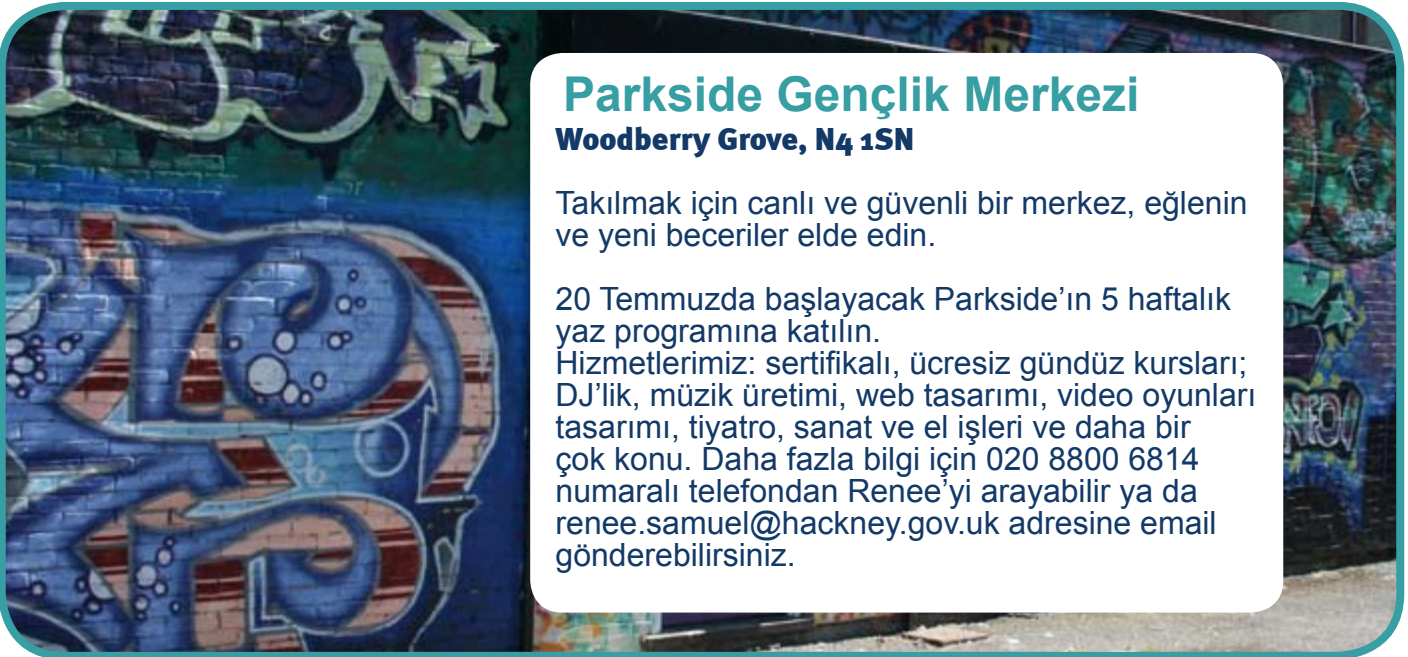 Parkside Gençlik Merkezi
Woodberry Grove, N4 1SN
Takılmak için canlı ve güvenli bir merkez, eğlenin
ve yeni beceriler elde edin.
20 Temmuzda başlayacak Parkside’ın 5 haftalık
yaz programına katılın.
Hizmetlerimiz: sertifikalı, ücresiz gündüz kursları;
DJ’lik, müzik üretimi, web tasarımı, video oyunları
tasarımı, tiyatro, sanat ve el işleri ve daha bir
çok konu. Daha fazla bilgi için 020 8800 6814
numaralı telefondan Renee’yi arayabilir ya da
renee.samuel@hackney.gov.uk adresine email
gönderebilirsiniz.